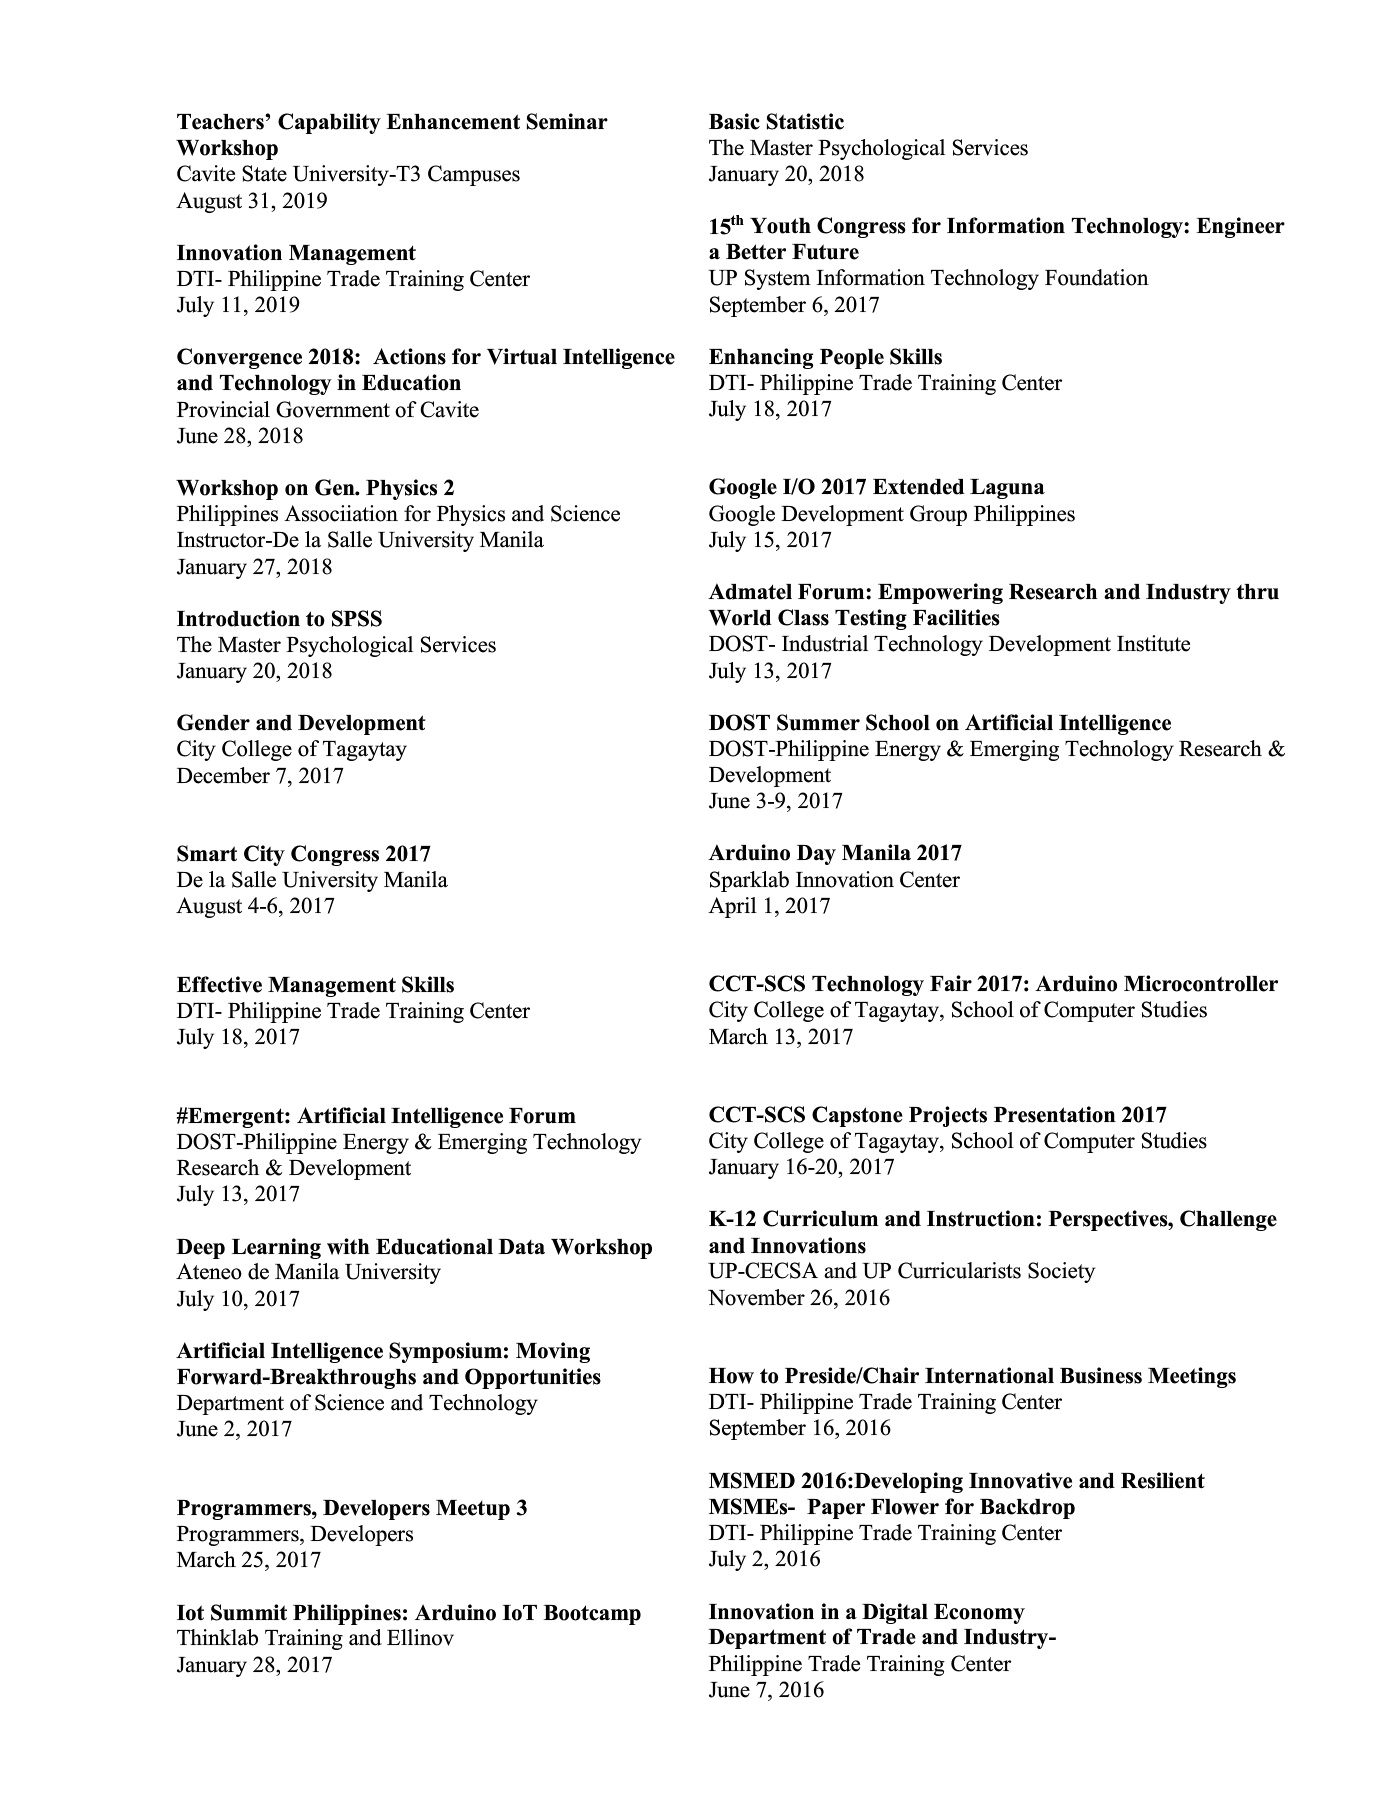 Teachers’ Capability Enhancement Seminar
Workshop
Cavite State University-T3 Campuses
August 31, 2019
Innovation Management
DTI- Philippine Trade Training Center
July 11, 2019
Convergence 2018:  Actions for Virtual Intelligence
and Technology in Education
Provincial Government of Cavite
June 28, 2018
Workshop on Gen. Physics 2
Philippines Associiation for Physics and Science
Instructor-De la Salle University Manila
January 27, 2018
Introduction to SPSS
The Master Psychological Services
January 20, 2018
Gender and Development
City College of Tagaytay
December 7, 2017
Smart City Congress 2017
De la Salle University Manila
August 4-6, 2017
Effective Management Skills
DTI- Philippine Trade Training Center
July 18, 2017
#Emergent: Artificial Intelligence Forum
DOST-Philippine Energy & Emerging Technology
Research & Development
July 13, 2017
Deep Learning with Educational Data Workshop
Ateneo de Manila University
July 10, 2017
Artificial Intelligence Symposium: Moving
Forward-Breakthroughs and Opportunities
Department of Science and Technology
June 2, 2017
Programmers, Developers Meetup 3
Programmers, Developers
March 25, 2017
Iot Summit Philippines: Arduino IoT Bootcamp
Thinklab Training and Ellinov
January 28, 2017
Basic Statistic
The Master Psychological Services
January 20, 2018
15th Youth Congress for Information Technology: Engineer
a Better Future
UP System Information Technology Foundation
September 6, 2017
Enhancing People Skills
DTI- Philippine Trade Training Center
July 18, 2017
Google I/O 2017 Extended Laguna
Google Development Group Philippines
July 15, 2017
Admatel Forum: Empowering Research and Industry thru
World Class Testing Facilities
DOST- Industrial Technology Development Institute
July 13, 2017
DOST Summer School on Artificial Intelligence
DOST-Philippine Energy & Emerging Technology Research &
Development
June 3-9, 2017
Arduino Day Manila 2017
Sparklab Innovation Center
April 1, 2017
CCT-SCS Technology Fair 2017: Arduino Microcontroller
City College of Tagaytay, School of Computer Studies
March 13, 2017
CCT-SCS Capstone Projects Presentation 2017
City College of Tagaytay, School of Computer Studies
January 16-20, 2017
K-12 Curriculum and Instruction: Perspectives, Challenge
and Innovations
UP-CECSA and UP Curricularists Society
November 26, 2016
How to Preside/Chair International Business Meetings
DTI- Philippine Trade Training Center
September 16, 2016
MSMED 2016:Developing Innovative and Resilient
MSMEs-  Paper Flower for Backdrop
DTI- Philippine Trade Training Center
July 2, 2016
Innovation in a Digital Economy
Department of Trade and Industry-
Philippine Trade Training Center
June 7, 2016